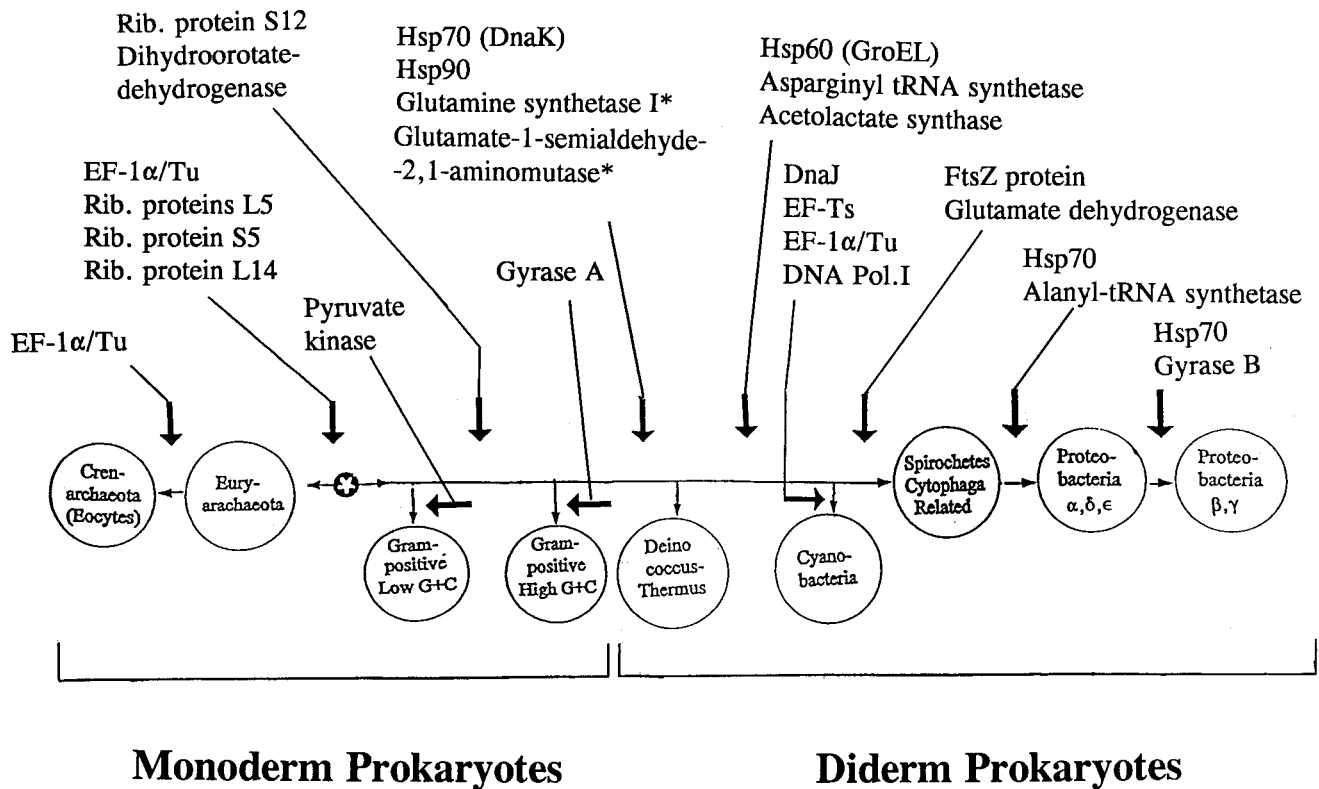 Rib. protein S12
Dihydroorotate-
dehydrogenase
Hsp70 (DnaK)
Hsp90
Glutamine synthetase I*
Glutamate-1-semialdehyde-
-2,1-aminomutase*
Hsp60 (GroEL)
Asparginyl tRNA synthetase
Acetolactate synthase
EF-1α/Tu
Rib. proteins L5
Rib. protein S5
Rib. protein L14
DnaJ
EF-Ts
EF-1α/Tu
DNA Pol.I
FtsZ protein
Glutamate dehydrogenase
Gyrase A
Hsp70
Alanyl-tRNA synthetase
Pyruvate
kinase
EF-1α/Tu
Hsp70
Gyrase B
Cren-
archaeota
(Eocytes)
Eury-
arachaeota
Spirochetes
Cytophaga
Related
Proteo-
bacteria
α,δ,ϵ
Proteo-
bacteria
β,γ
Gram-
positive
Low G+C
Gram-
positive
High G+C
Deino
coccus-
Thermus
Cyano-
bacteria
Monoderm Prokaryotes
Diderm Prokaryotes